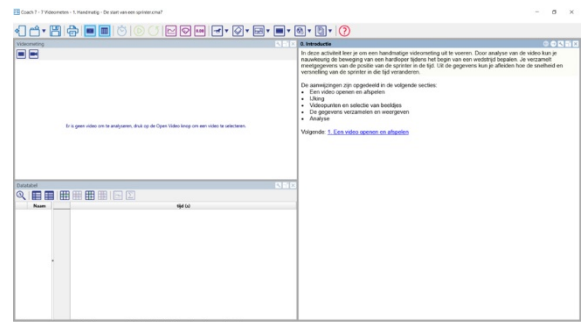 Coach 7 - 7 Videometen - 1. Handmatig - De start van een sprinter.cma7
Videometing
Er is geen video om te analyseren, druk op de Open Video knop om een video te selecteren.
Datatabel
Naam
tijd (s)
0. Introductie
In deze activiteit leer je om een handmatige videometing uit te voeren. Door analyse van de video kun je
nauwkeurig de beweging van een hardloper tijdens het begin van een wedstrijd bepalen. Je verzamelt
meetgegevens van de positie van de sprinter in de tijd. Uit de gegevens kun je afleiden hoe de snelheid en
versnelling van de sprinter in die tijd veranderen.
De aanwijzingen zijn opgedeeld in de volgende secties:
• Een video openen en afspelen
• IJking
• Videopunten en selectie van beeldjes
• De gegevens verzamelen en weergeven
• Analyse
Volgende: 1. Een video openen en afspelen